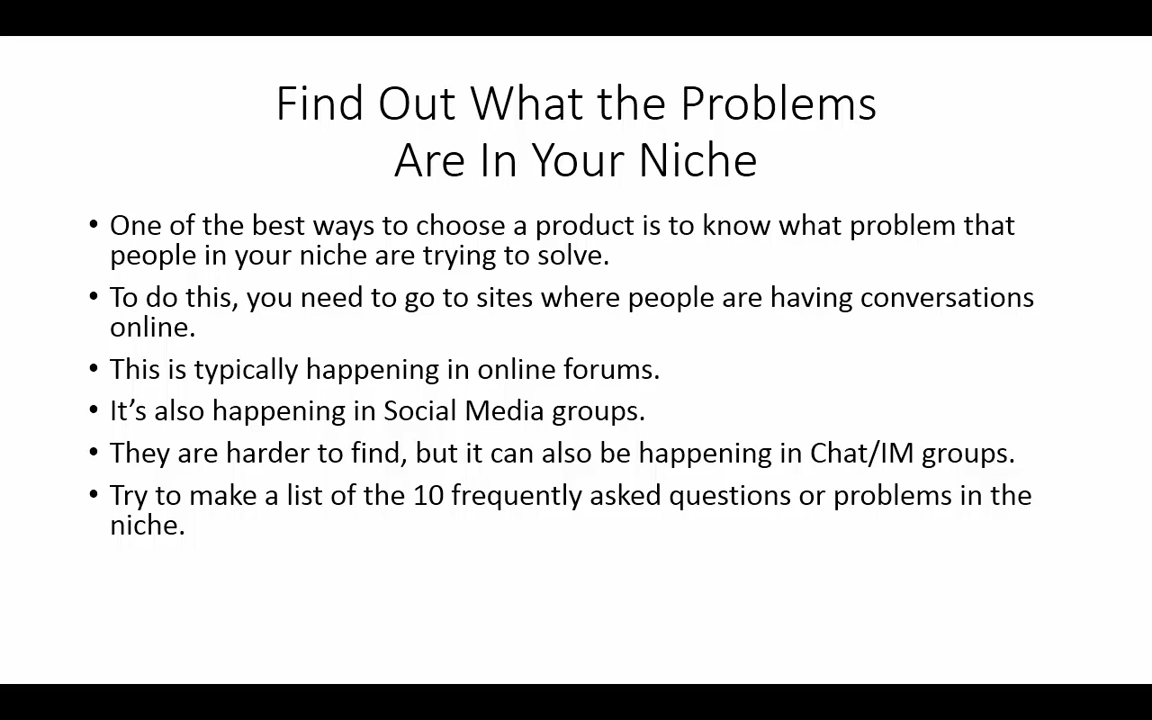 Find Out What the Problems
Are In Your Niche
• One of the best ways to choose a product is to know what problem that
people in your niche are trying to solve.
• To do this, you need to go to sites where people are having conversations
online.
• This is typically happening in online forums.
• It’s also happening in Social Media groups.
• They are harder to find, but it can also be happening in Chat/IM groups.
• Try to make a list of the 10 frequently asked questions or problems in the
niche.